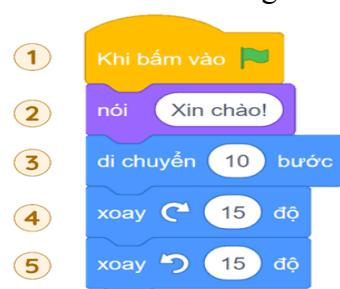 1 Khi bấm vào
2 nói Xin chào!
3 di chuyển 10 bước
4 xoay 15 độ
5 xoay 15 độ